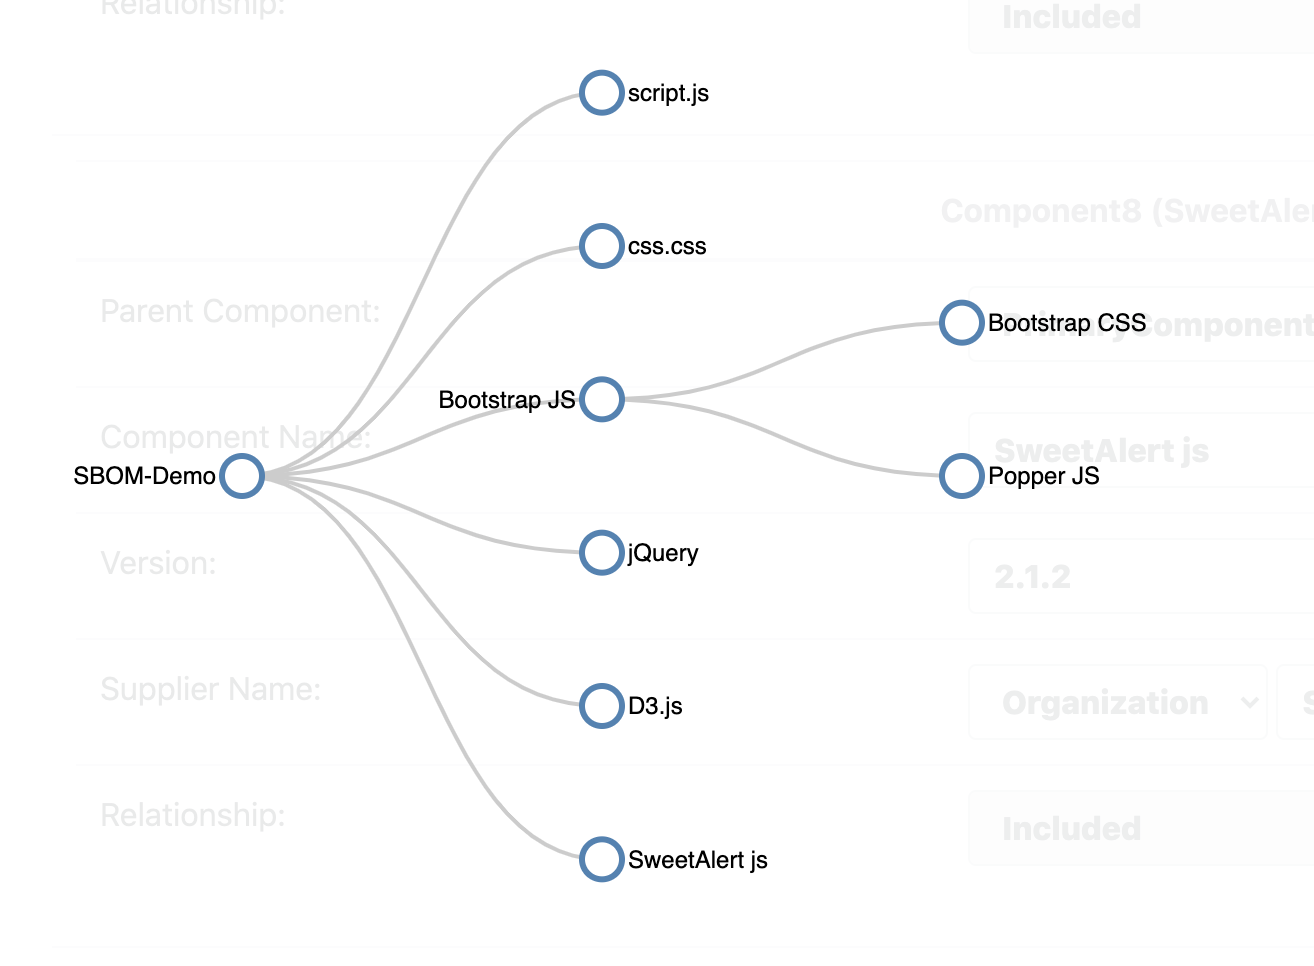 Relationship:
Included
script.js
Component8 (SweetAler
css.css
Parent Component:
Bootstrap CSS
Component
Bootstrap JS
Component Name:
SweetAlert js
SBOM-Demo
Popper JS
jQuery
Version:
2.1.2
Supplier Name:
Organization
D3.js
Relationship:
Included
SweetAlert js